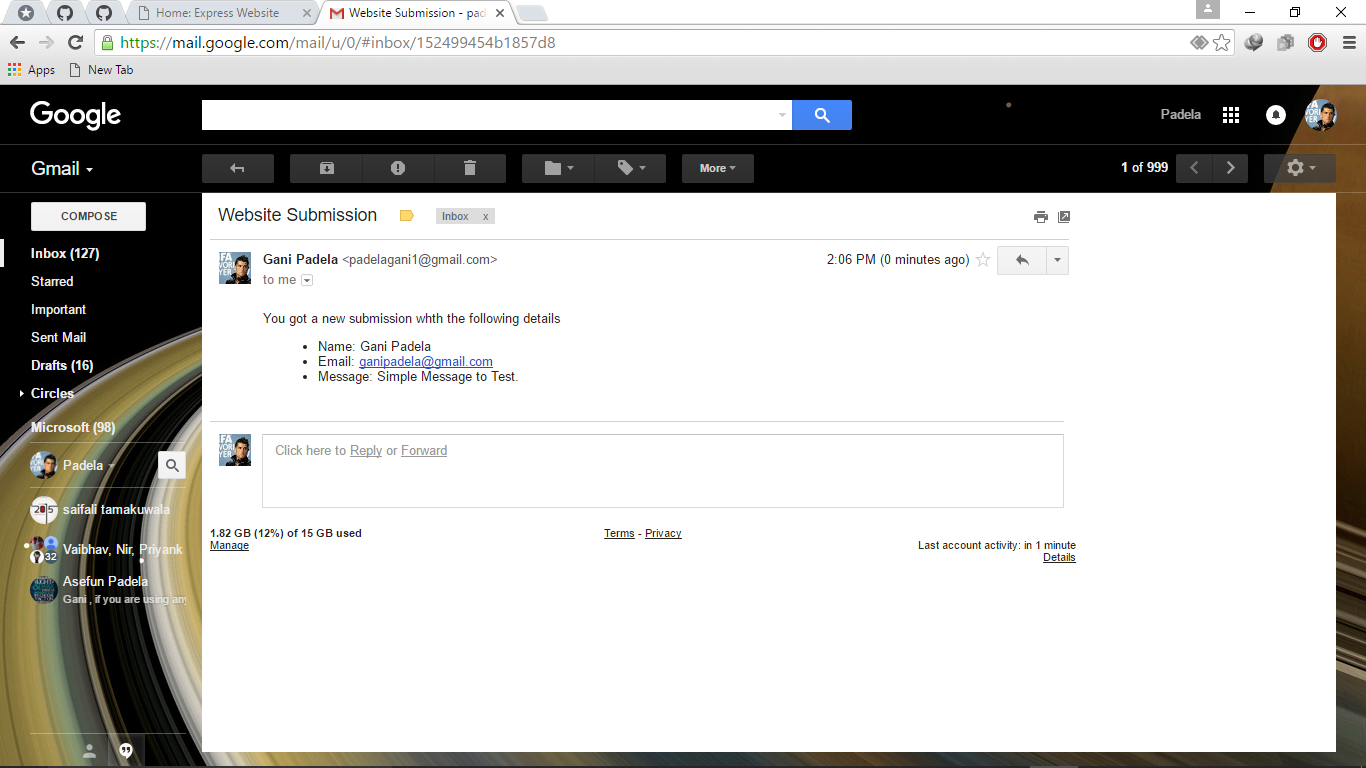 Home: Express Website
Website Submission - pad
https://mail.google.com/mail/u/0/#inbox/152499454b1857d8
Apps
New Tab
Google
Padela
Gmail
More
1 of 999
COMPOSE
Inbox (127)
Starred
Important
Sent Mail
Drafts (16)
Circles
Microsoft (98)
Padela
saifali tamakuwala
32
Vaibhav, Nir, Priyank
Asefun Padela
Gani , if you are using any
Website Submission
Inbox x
Gani Padela <padelagani1@gmail.com>
2:06 PM (0 minutes ago)
to me
You got a new submission whth the following details
Name: Gani Padela
Email: ganipadela@gmail.com
Message: Simple Message to Test.
Click here to Reply or Forward
1.82 GB (12%) of 15 GB used
Manage
Terms - Privacy
Last account activity: in 1 minute
Details